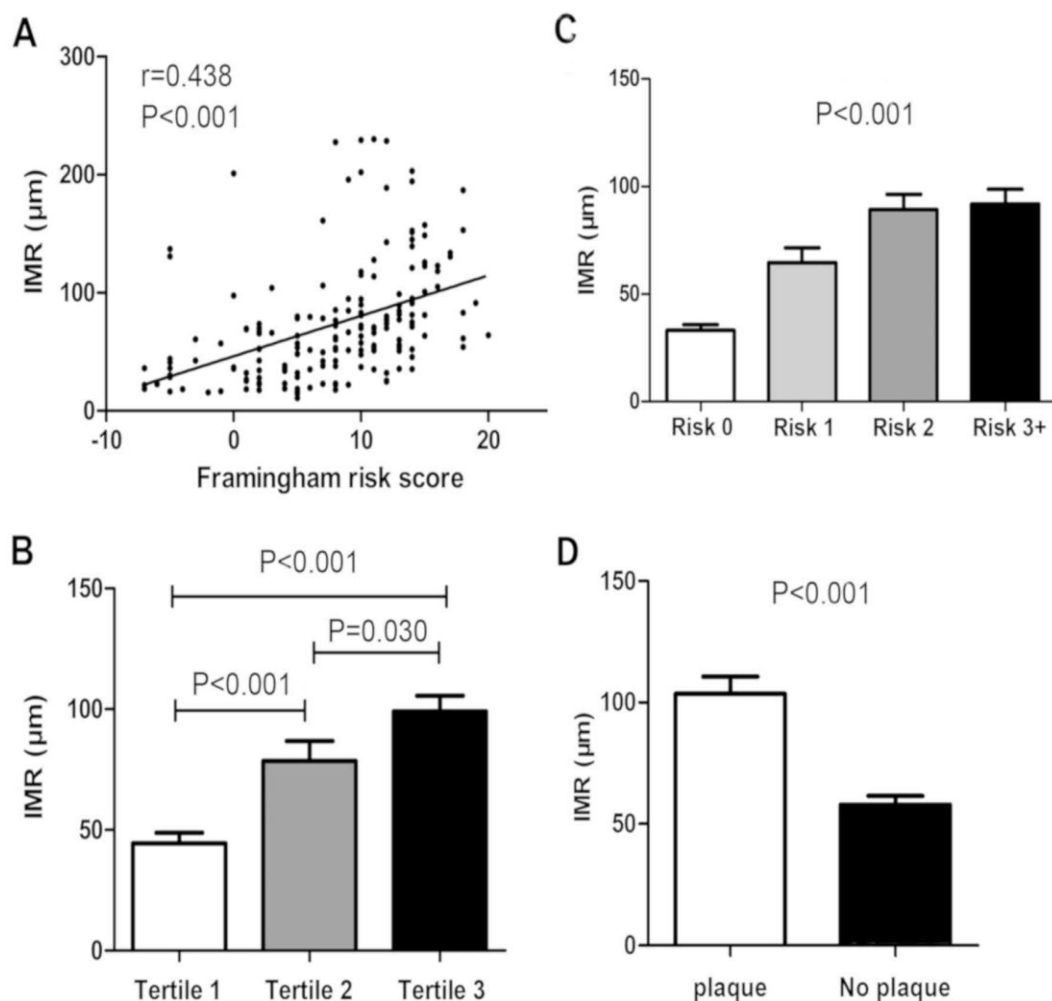 A
300
r=0.438
P<0.001
200
IMR (µm)
100
0
-10 0 10 20
Framingham risk score
C
150
P<0.001
100
IMR (µm)
50
0
Risk 0 Risk 1 Risk 2 Risk 3+
B
P<0.001
150
P=0.030
P<0.001
100
IMR (µm)
50
0
Tertile 1 Tertile 2 Tertile 3
D
150
P<0.001
100
IMR (µm)
50
0
plaque No plaque